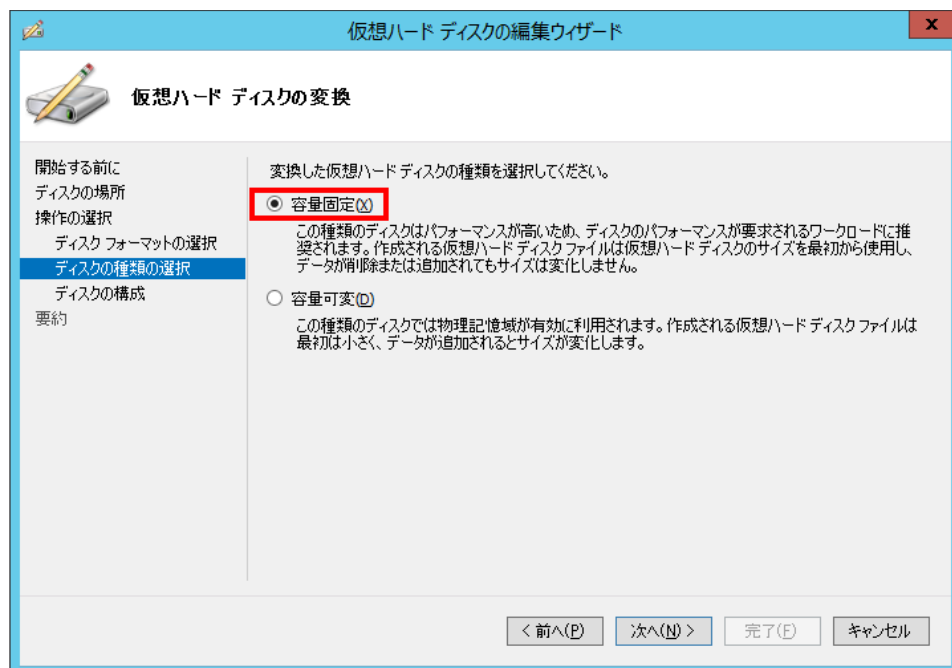 仮想ハード ディスクの編集ウィザード
x
仮想ハード ディスクの変換
開始する前に
ディスクの場所
操作の選択
ディスク フォーマットの選択
ディスクの種類の選択
ディスクの構成
要約
変換した仮想ハード ディスクの種類を選択してください。
容量固定(X)
この種類のディスクはパフォーマンスが高いため、ディスクのパフォーマンスが要求されるワークロードに推
奨されます。作成される仮想ハード ディスク ファイルは仮想ハード ディスクのサイズを最初から使用し、
データが削除または追加されてもサイズは変化しません。
容量可変(D)
この種類のディスクでは物理記憶域が有効に利用されます。作成される仮想ハード ディスク ファイルは
最初は小さく、データが追加されるとサイズが変化します。
< 前へ(P)
次へ(N) >
完了(F)
キャンセル